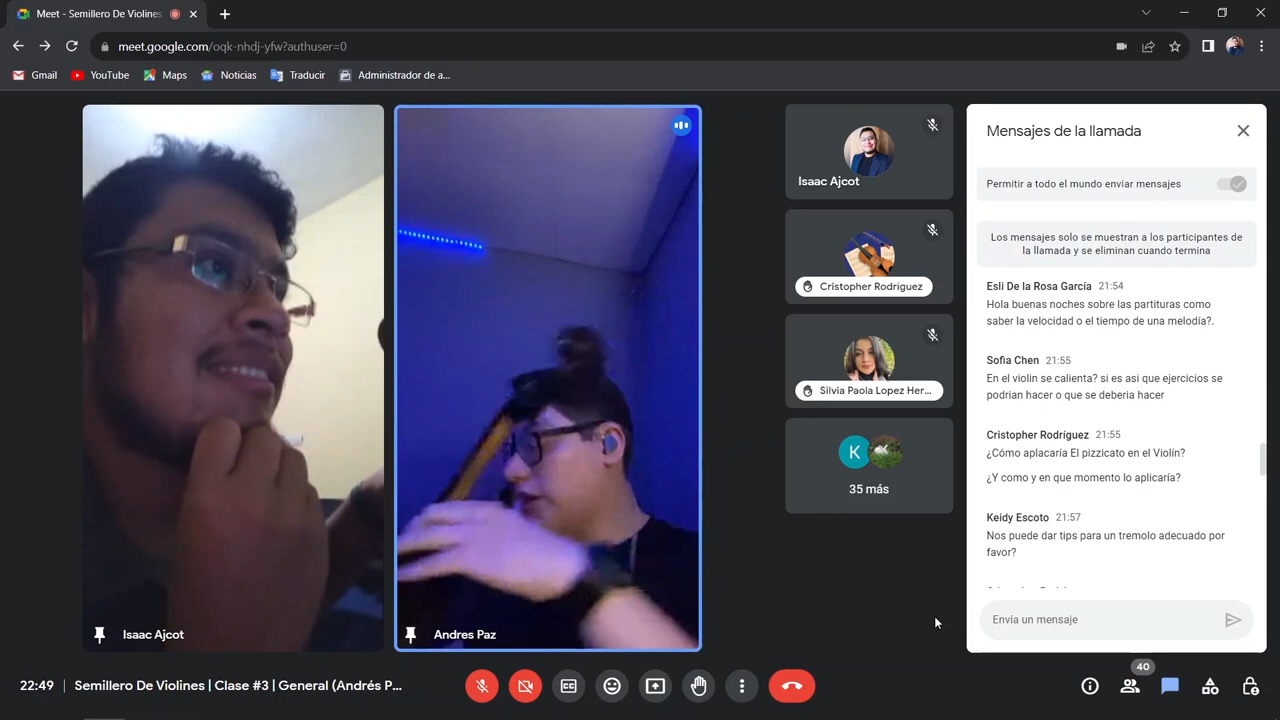 Meet - Semillero De Violines
meet.google.com/oqk-nhdj-yfw?authuser=0
Gmail
YouTube
Maps
Noticias
Traducir
Administrador de a...
Isaac Ajcot
Andres Paz
Isaac Ajcot
Cristopher Rodríguez
Silvia Paola Lopez Her...
K
35 más
Mensajes de la llamada
Permitir a todo el mundo enviar mensajes
Los mensajes solo se muestran a los participantes de
la llamada y se eliminan cuando termina
Esli De la Rosa García 21:54
Hola buenas noches sobre las partituras como
saber la velocidad o el tiempo de una melodía?.
Sofia Chen 21:55
En el violin se calienta? si es asi que ejercicios se
podrian hacer o que se deberia hacer
Cristopher Rodríguez 21:55
¿Cómo aplacaría El pizzicato en el Violín?
¿Y como y en que momento lo aplicaría?
Keidy Escoto 21:57
Nos puede dar tips para un tremolo adecuado por
favor?
Envía un mensaje
22:49 | Semillero De Violines | Clase #3 | General (Andrés P...
40